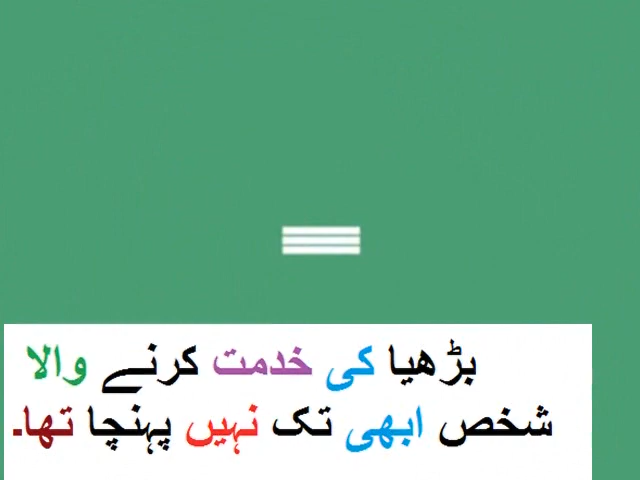 بڑھیا کی خدمت کرنے والا
شخص ابھی تک نہیں پہنچا تھا۔